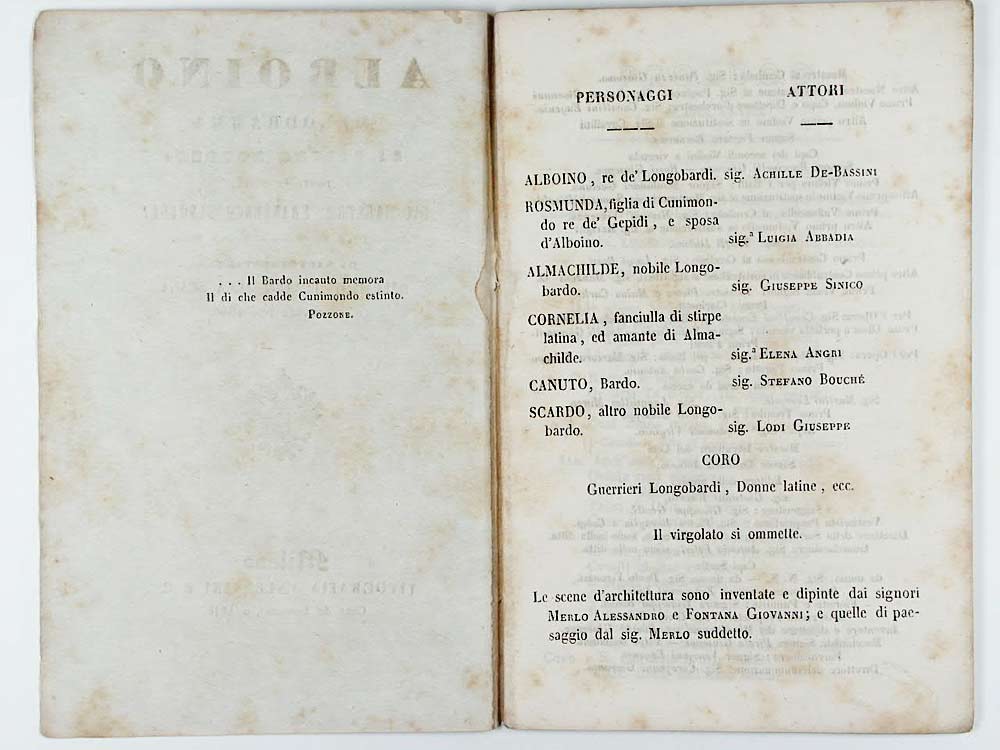 . . . Il Bardo incauto memora
Il di che cadde Cunimondo estinto.
Pozzone.
PERSONAGGI ATTORI
ALBOINO, re de' Longobardi. sig. Achille De-Bassini
ROSMUNDA, figlia di Cunimon-
do re de' Gepidi, e sposa
d'Alboino. sig.ª Luigia Abbadia
ALMACHILDE, nobile Longo-
bardo. sig. Giuseppe Sinico
CORNELIA, fanciulla di stirpe
latina, ed amante di Alma-
childe. sig.ª Elena Angri
CANUTO, Bardo. sig. Stefano Bouché
SCARDO, altro nobile Longo-
bardo. sig. Lodi Giuseppe
CORO
Guerrieri Longobardi, Donne latine, ecc.
Il virgolato si ommette.
Le scene d'architettura sono inventate e dipinte dai signori
Merlo Alessandro e Fontana Giovanni; e quelle di pae-
saggio dal sig. Merlo suddetto.